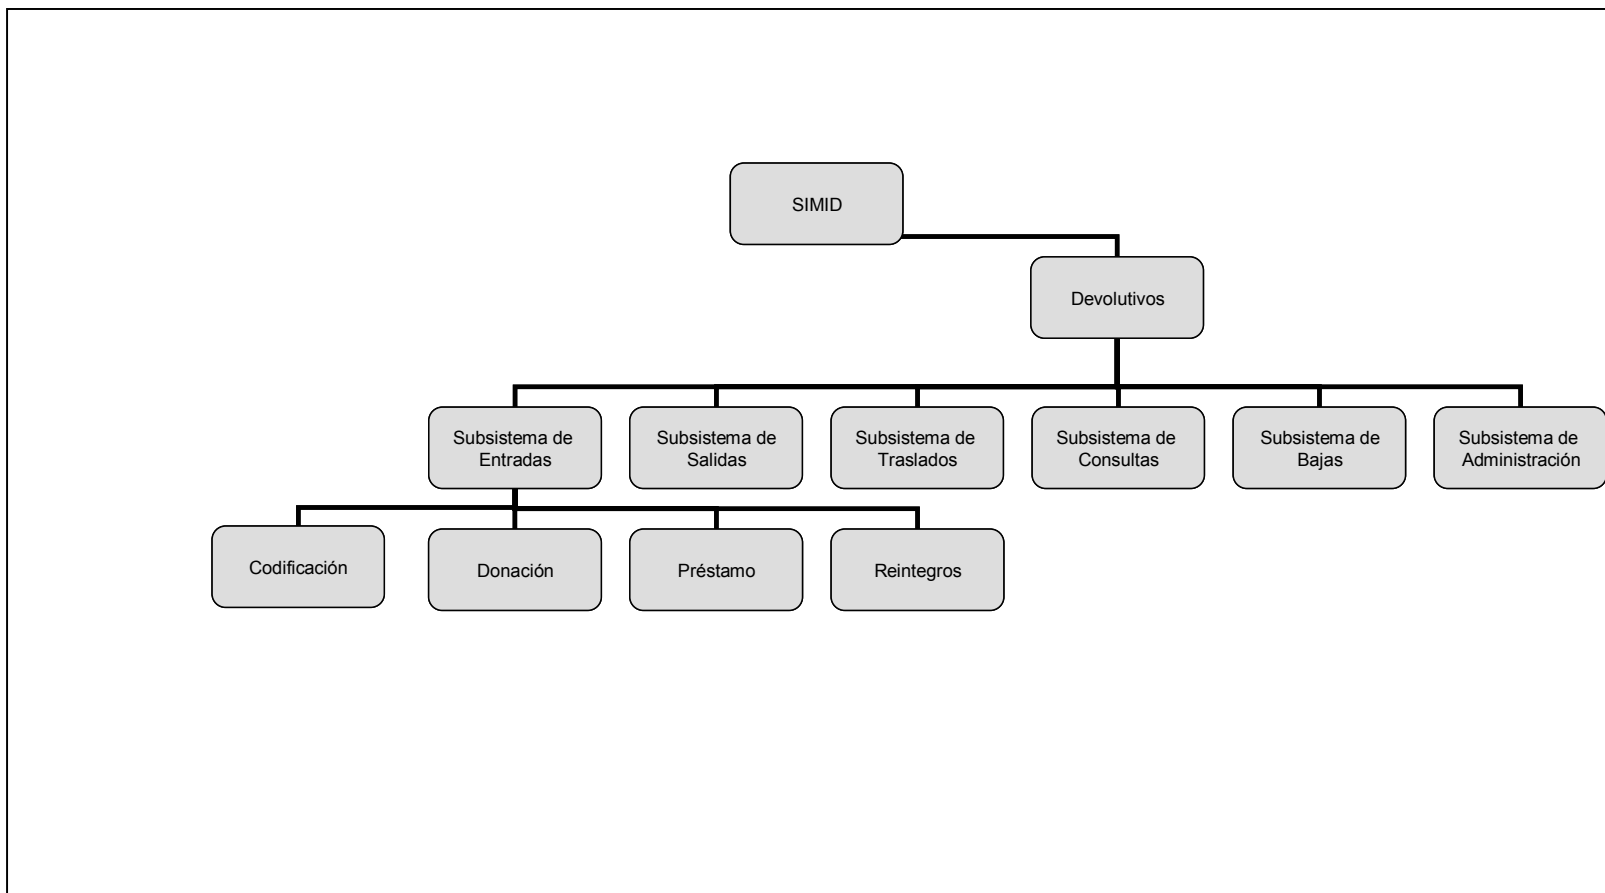 SIMID
Devolutivos
Subsistema de
Entradas
Subsistema de
Salidas
Subsistema de
Traslados
Subsistema de
Consultas
Subsistema de
Bajas
Subsistema de
Administración
Codificación
Donación
Préstamo
Reintegros